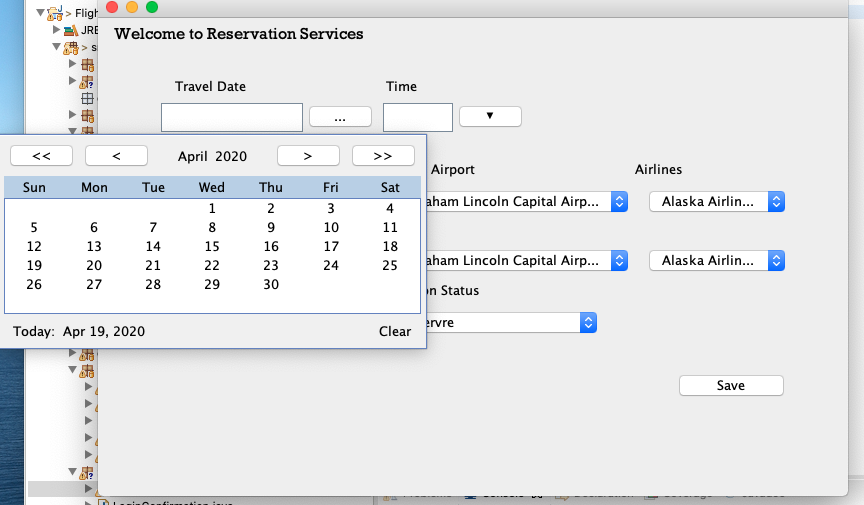 > Fligh
JRE
> s
Welcome to Reservation Services
Travel Date
Time
...
▼
<<
<
April 2020
>
>>
Sun Mon Tue Wed Thu Fri Sat
1 2 3 4
5 6 7 8 9 10 11
12 13 14 15 16 17 18
19 20 21 22 23 24 25
26 27 28 29 30
Today: Apr 19, 2020
Clear
Airport
Airlines
aham Lincoln Capital Airp...
Alaska Airlin...
aham Lincoln Capital Airp...
Alaska Airlin...
on Status
ervre
Save
LoginConfirmation.java